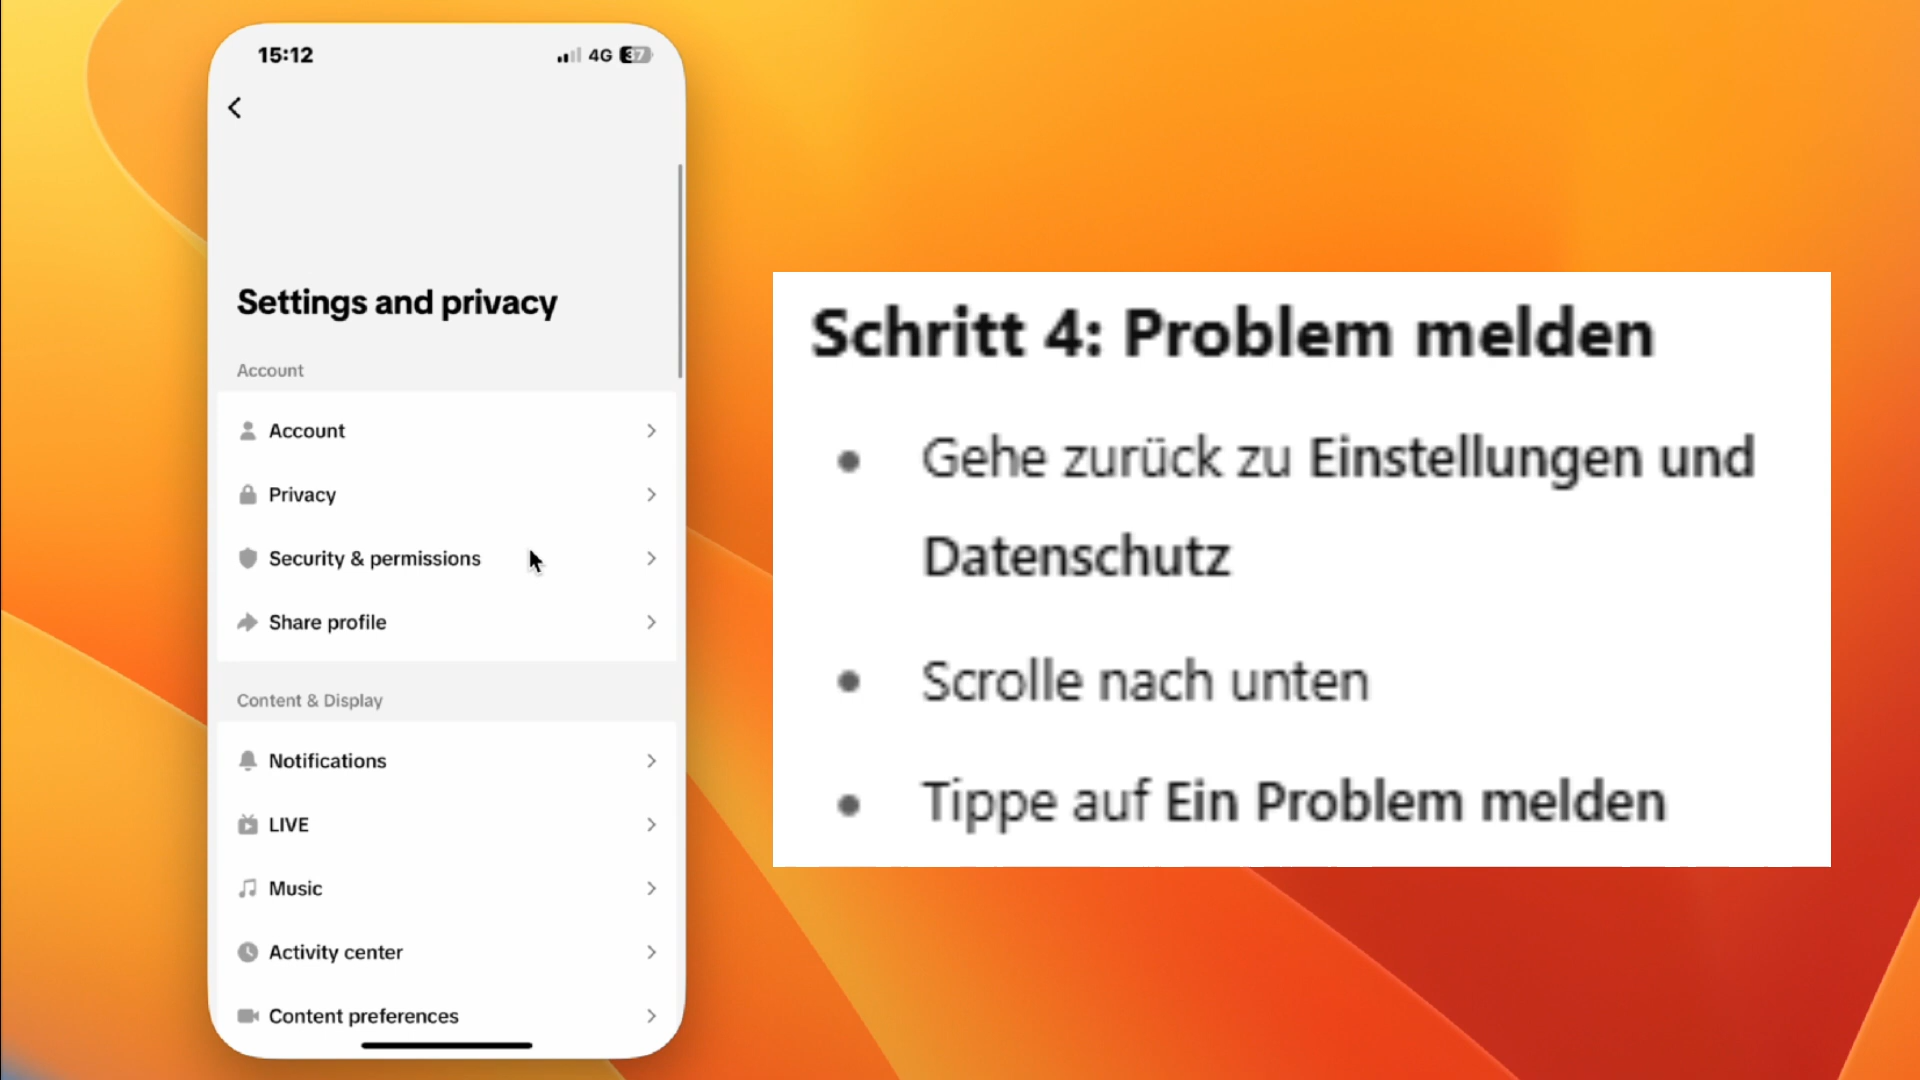 15:12
4G 37
Settings and privacy
Account
Account
Privacy
Security & permissions
Share profile
Content & Display
Notifications
LIVE
Music
Activity center
Content preferences
Schritt 4: Problem melden
• Gehe zurück zu Einstellungen und
Datenschutz
• Scrolle nach unten
• Tippe auf Ein Problem melden